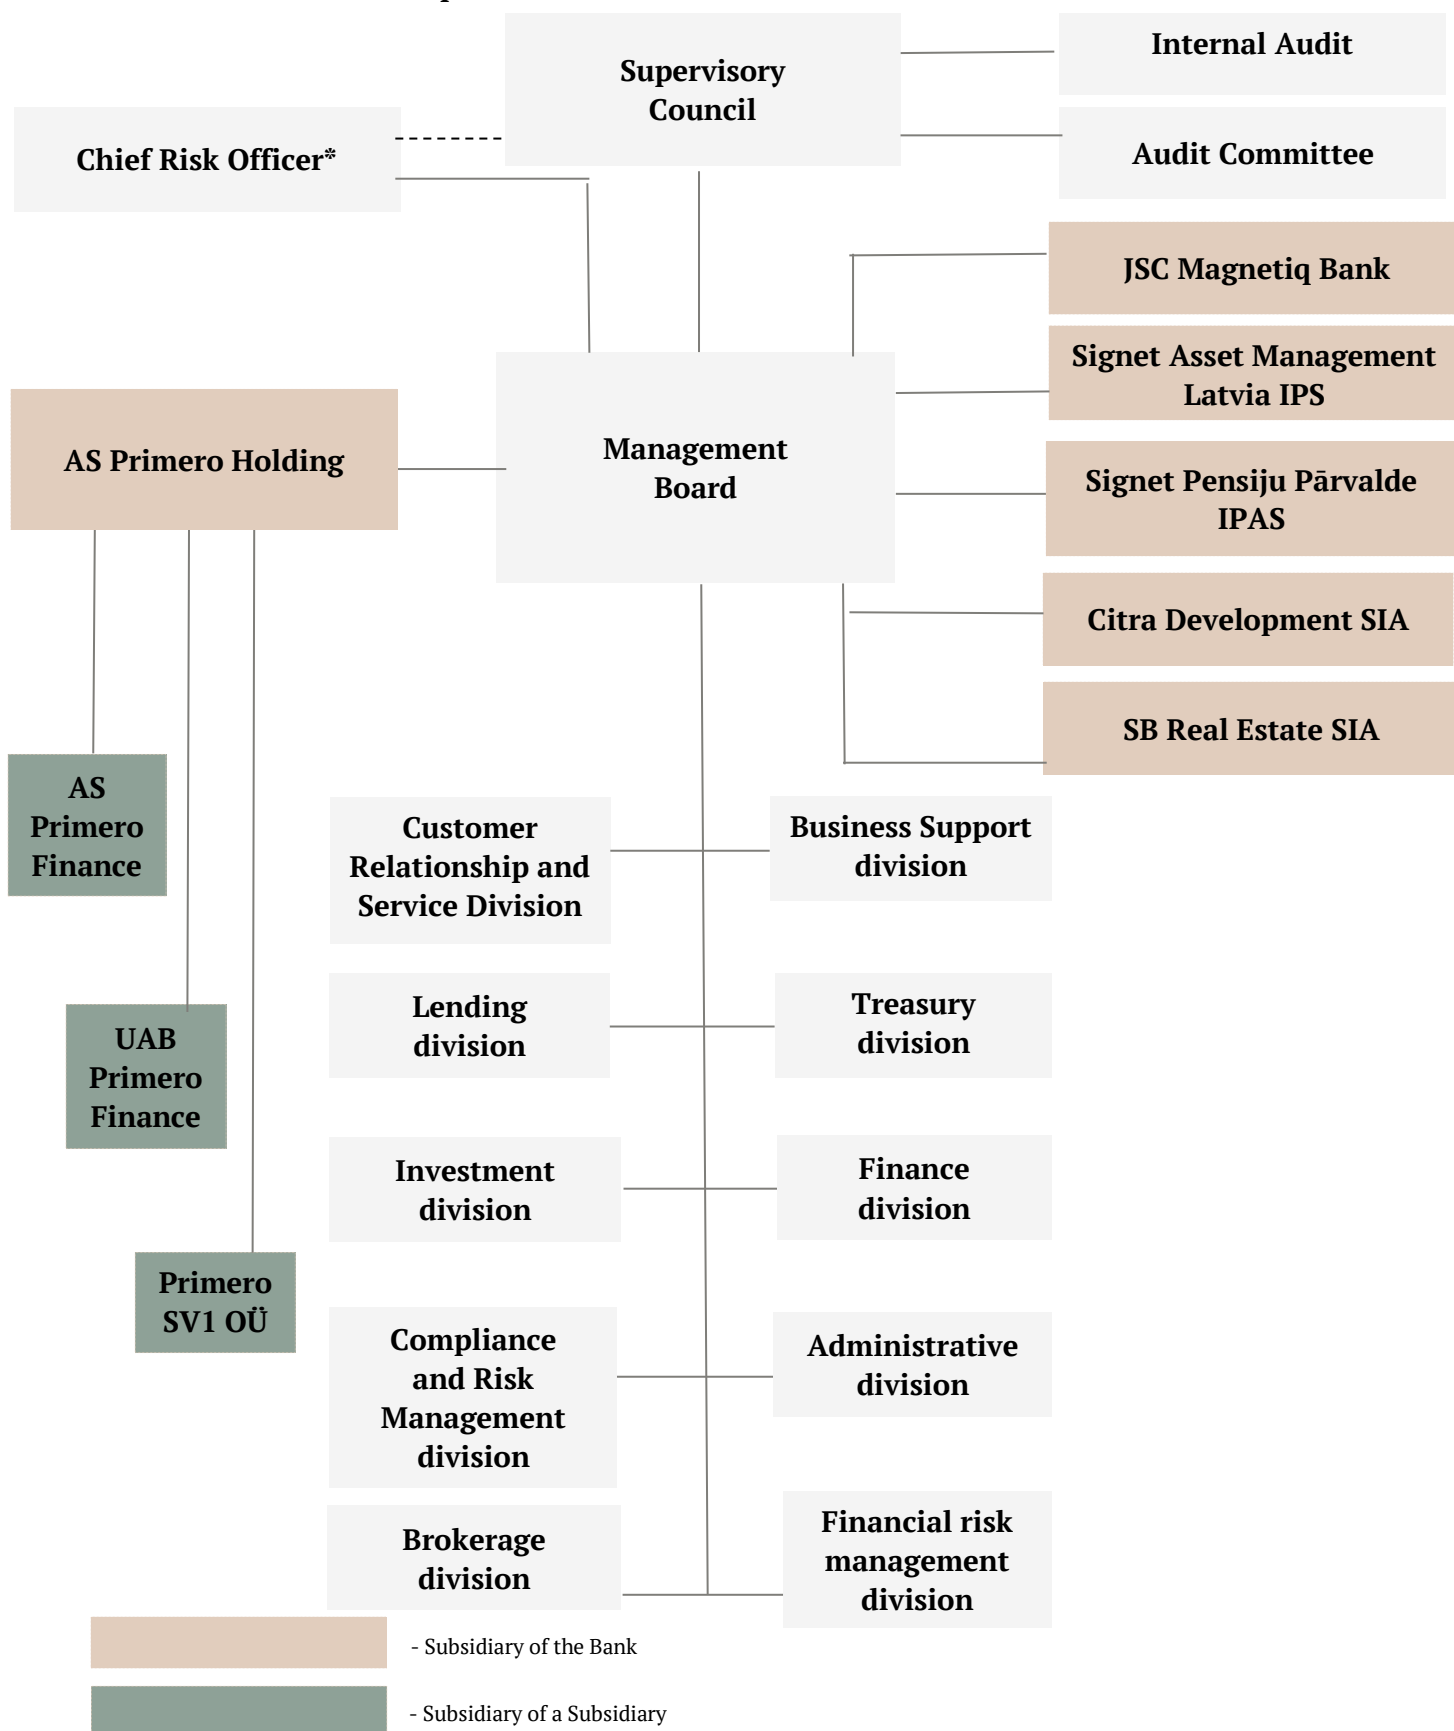 Supervisory
Council
Internal Audit
Audit Committee
Chief Risk Officer*
JSC Magnetiq Bank
Signet Asset Management
Latvia IPS
Management
Board
AS Primero Holding
Signet Pensiju Pārvalde
IPAS
Citra Development SIA
SB Real Estate SIA
AS
Primero
Finance
UAB
Primero
Finance
Primero
SV1 OÜ
Customer
Relationship and
Service Division
Business Support
division
Lending
division
Treasury
division
Investment
division
Finance
division
Compliance
and Risk
Management
division
Administrative
division
Brokerage
division
Financial risk
management
division
- Subsidiary of the Bank
- Subsidiary of a Subsidiary